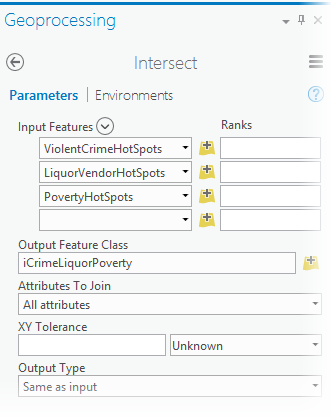 Geoprocessing
Intersect
Parameters | Environments
Input Features Ranks
ViolentCrimeHotSpots
LiquorVendorHotSpots
PovertyHotSpots
Output Feature Class
iCrimeLiquorPoverty
Attributes To Join
All attributes
XY Tolerance
Unknown
Output Type
Same as input